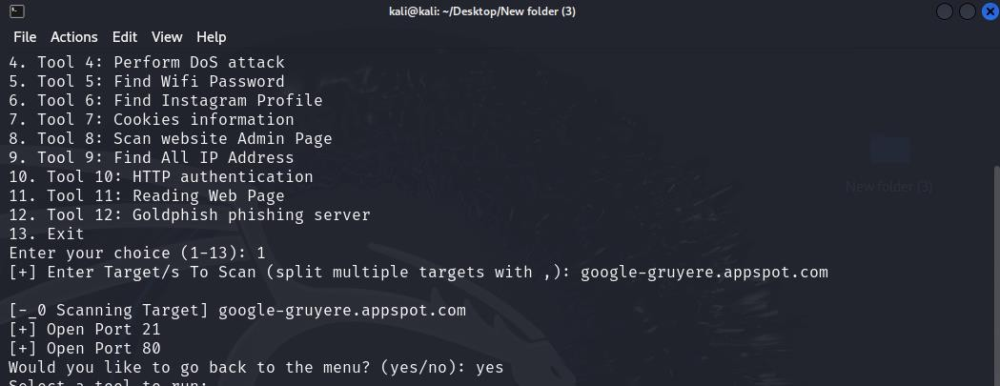 kali@kali: ~/Desktop/New folder (3)
File Actions Edit View Help
4. Tool 4: Perform DoS attack
5. Tool 5: Find Wifi Password
6. Tool 6: Find Instagram Profile
7. Tool 7: Cookies information
8. Tool 8: Scan website Admin Page
9. Tool 9: Find All IP Address
10. Tool 10: HTTP authentication
11. Tool 11: Reading Web Page
12. Tool 12: Goldphish phishing server
13. Exit
Enter your choice (1-13): 1
[+] Enter Target/s To Scan (split multiple targets with ,): google-gruyere.appspot.com
[-_0 Scanning Target] google-gruyere.appspot.com
[+] Open Port 21
[+] Open Port 80
Would you like to go back to the menu? (yes/no): yes
Select a tool to run:
New folder (3)